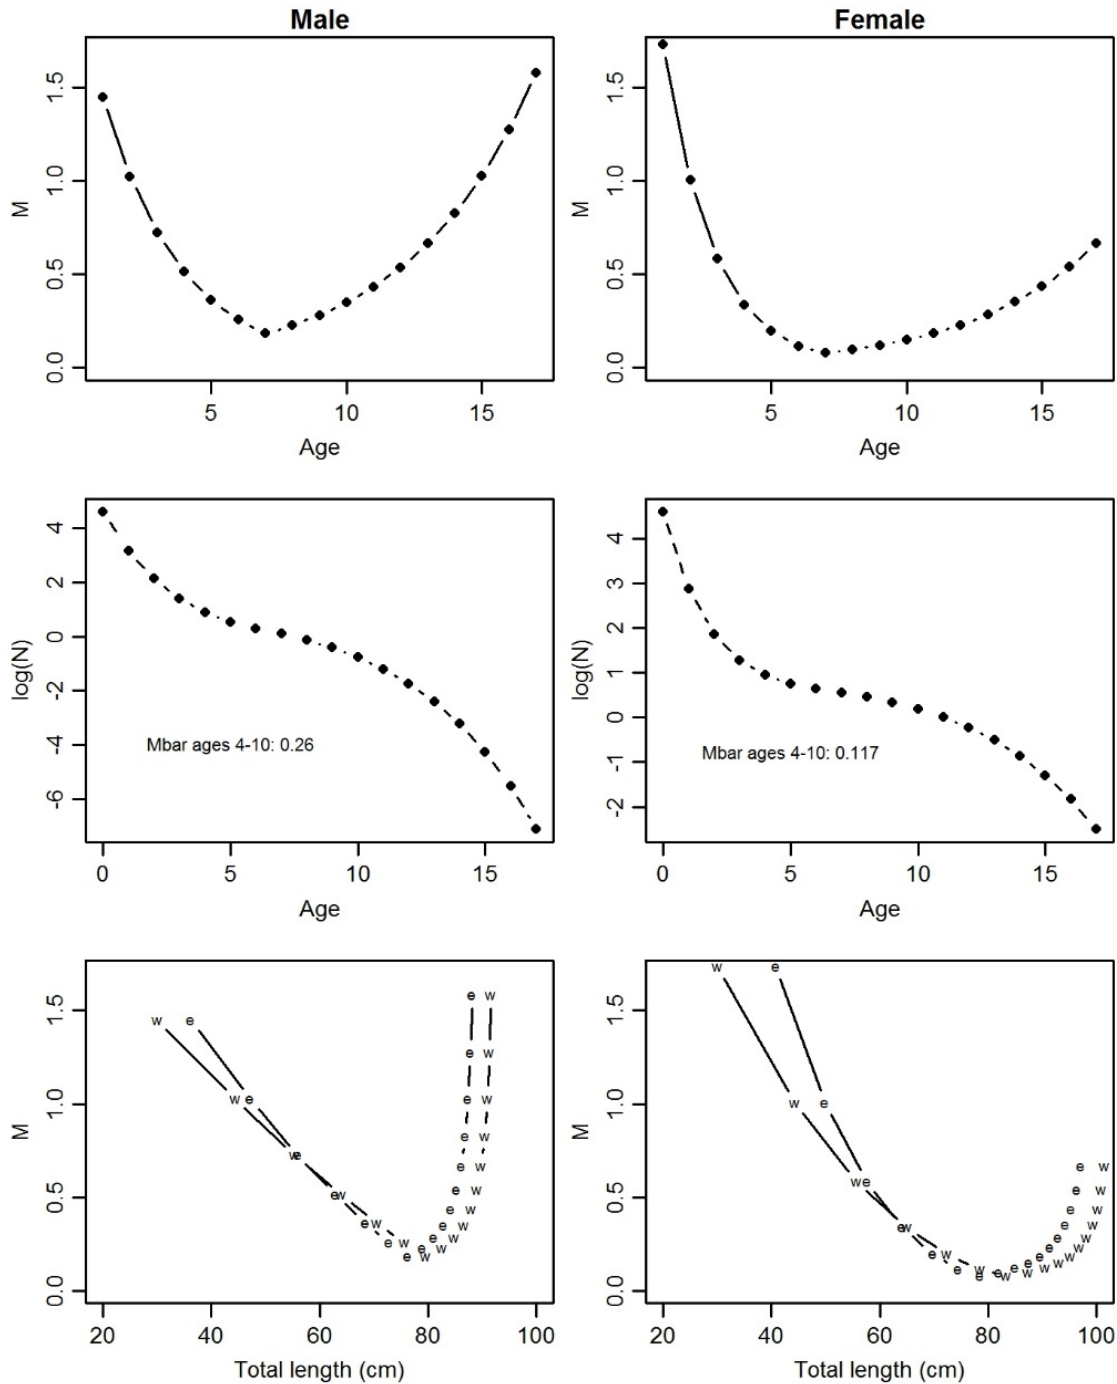 Male
Female
M
0.0 0.5 1.0 1.5
5 10 15
Age
M
0.0 0.5 1.0 1.5
5 10 15
Age
log(N)
-6 -4 -2 0 2 4
Mbar ages 4-10: 0.26
0 5 10 15
Age
log(N)
-2 -1 0 1 2 3 4
Mbar ages 4-10: 0.117
0 5 10 15
Age
M
0.0 0.5 1.0 1.5
w w w w w w w w w w w w w w w w w
e e e e e e e e e e e e e e e e e
20 40 60 80 100
Total length (cm)
M
0.0 0.5 1.0 1.5
w w w w w w w w w w w w w w w w w
e e e e e e e e e e e e e e e e e
20 40 60 80 100
Total length (cm)